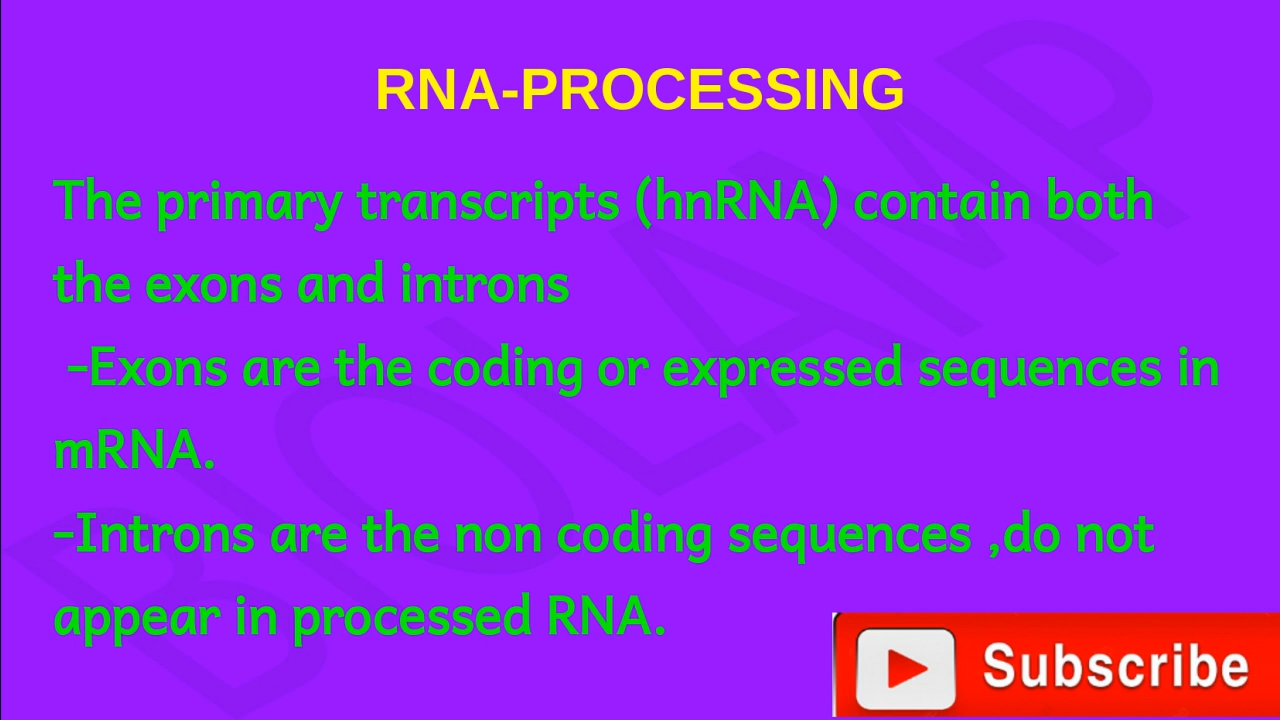 RNA-PROCESSING
The primary transcripts (hnRNA) contain both
the exons and introns
-Exons are the coding or expressed sequences in
mRNA.
-Introns are the non coding sequences ,do not
appear in processed RNA.
Subscribe
BIOLAMP